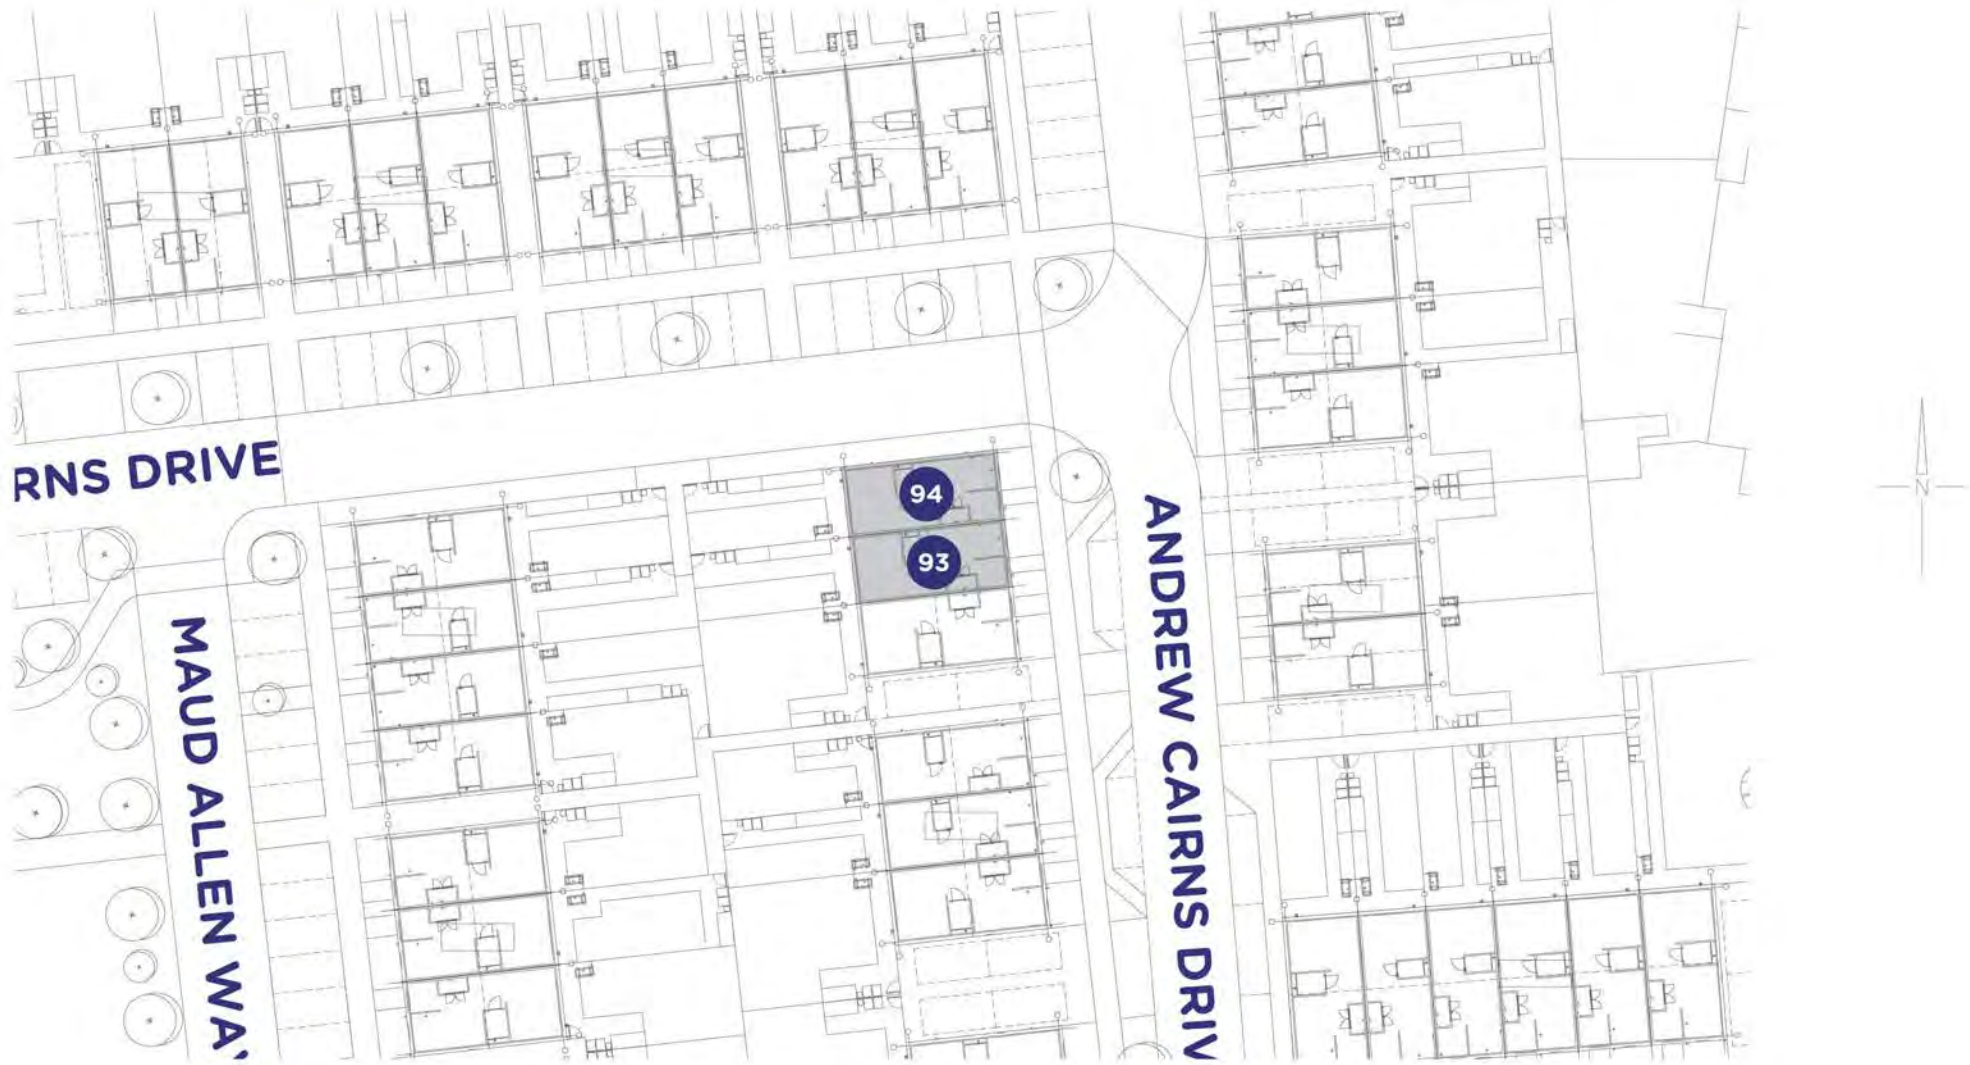 RNS DRIVE
94
93
ANDREW CAIRNS DRIV
MAUD ALLEN WA
N